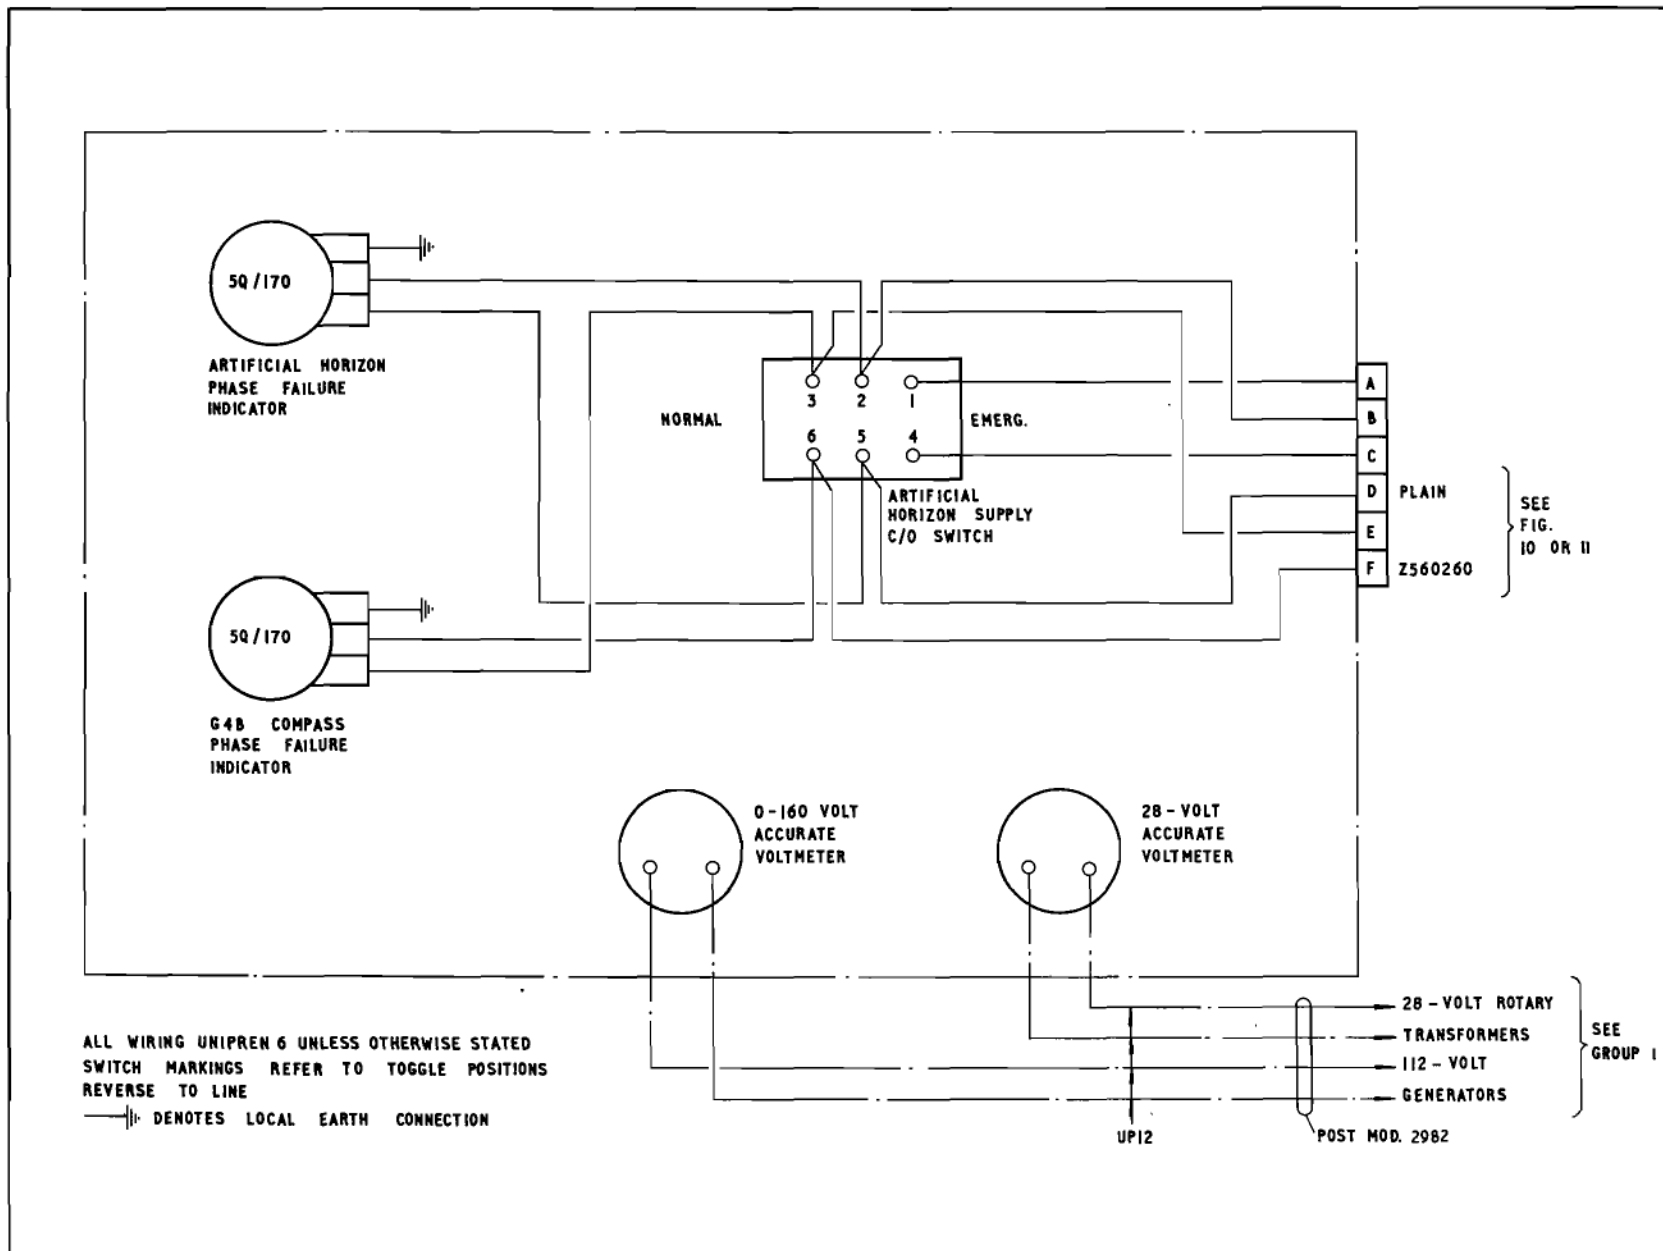 5Q/170
ARTIFICIAL HORIZON
PHASE FAILURE
INDICATOR
NORMAL
3 2 1
6 5 4
EMERG.
ARTIFICIAL
HORIZON SUPPLY
C/O SWITCH
A
B
C
D PLAIN
E
F Z560260
SEE
FIG.
10 OR 11
5Q/170
G4B COMPASS
PHASE FAILURE
INDICATOR
0-160 VOLT
ACCURATE
VOLTMETER
28-VOLT
ACCURATE
VOLTMETER
28-VOLT ROTARY
TRANSFORMERS
112-VOLT
GENERATORS
SEE
GROUP 1
UP12
POST MOD. 2982
ALL WIRING UNIPREN 6 UNLESS OTHERWISE STATED
SWITCH MARKINGS REFER TO TOGGLE POSITIONS
REVERSE TO LINE
DENOTES LOCAL EARTH CONNECTION